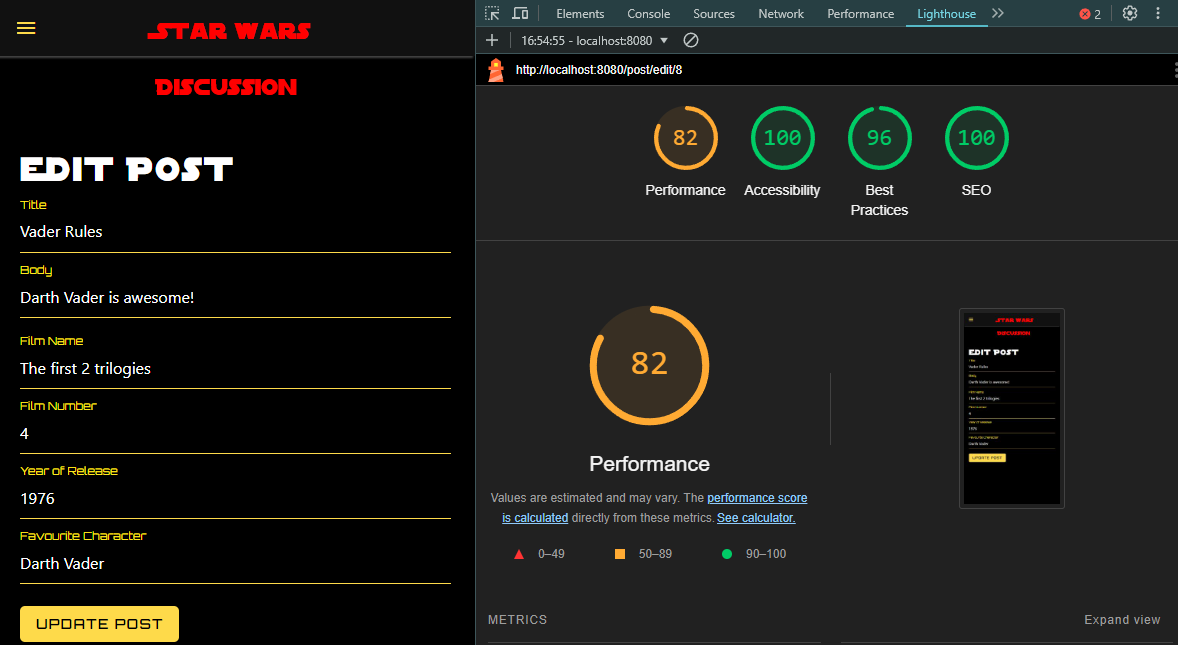 STAR WARS
DISCUSSION
EDIT POST
Title
Vader Rules
Body
Darth Vader is awesome!
Film Name
The first 2 trilogies
Film Number
4
Year of Release
1976
Favourite Character
Darth Vader
UPDATE POST
Elements Console Sources Network Performance Lighthouse 2
16:54:55 - localhost:8080
http://localhost:8080/post/edit/8
82 100 96 100
Performance Accessibility Best Practices SEO
82
Performance
Values are estimated and may vary. The performance score
is calculated directly from these metrics. See calculator.
0–49 50–89 90–100
STAR WARS
DISCUSSION
EDIT POST
Title
Vader Rules
Body
Darth Vader is awesome!
Film Name
The first 2 trilogies
Film Number
4
Year of Release
1976
Favourite Character
Darth Vader
UPDATE POST
METRICS Expand view